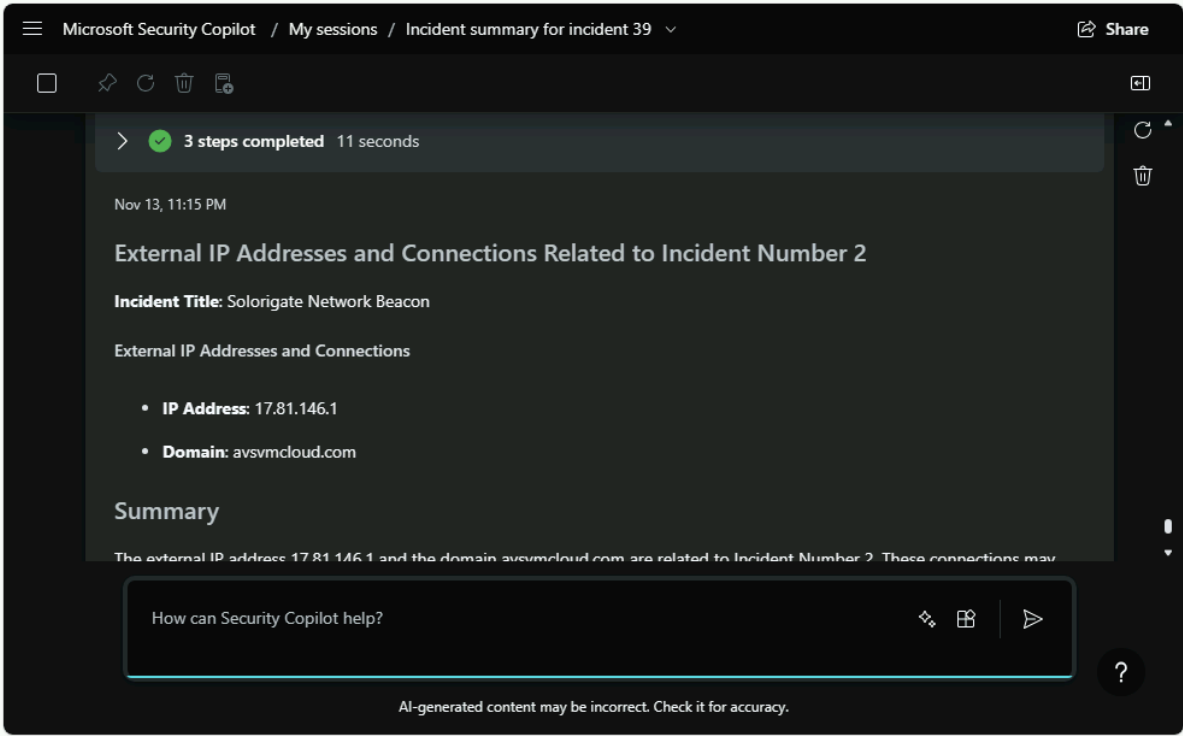 Microsoft Security Copilot / My sessions / Incident summary for incident 39
Share
3 steps completed 11 seconds
Nov 13, 11:15 PM
External IP Addresses and Connections Related to Incident Number 2
Incident Title: Solorigate Network Beacon
External IP Addresses and Connections
• IP Address: 17.81.146.1
• Domain: avsvmcloud.com
Summary
The external IP address 17.81.146.1 and the domain avsvmcloud.com are related to Incident Number 2. These connections may
How can Security Copilot help?
?
AI-generated content may be incorrect. Check it for accuracy.